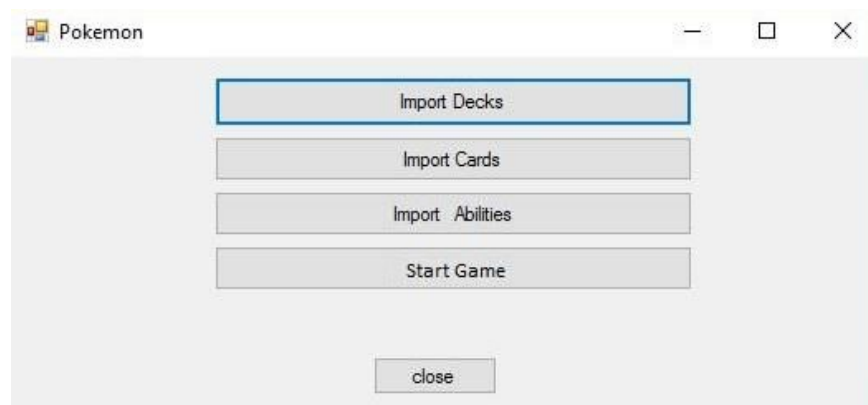 Pokemon
Import Decks
Import Cards
Import Abilities
Start Game
close